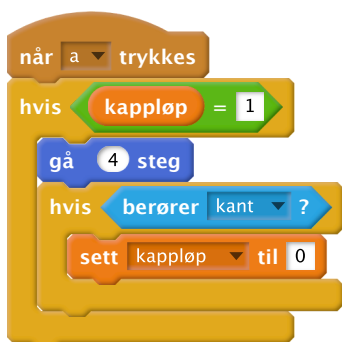 når a trykkes
hvis kappløp = 1
gå 4 steg
hvis berører kant ?
sett kappløp til 0